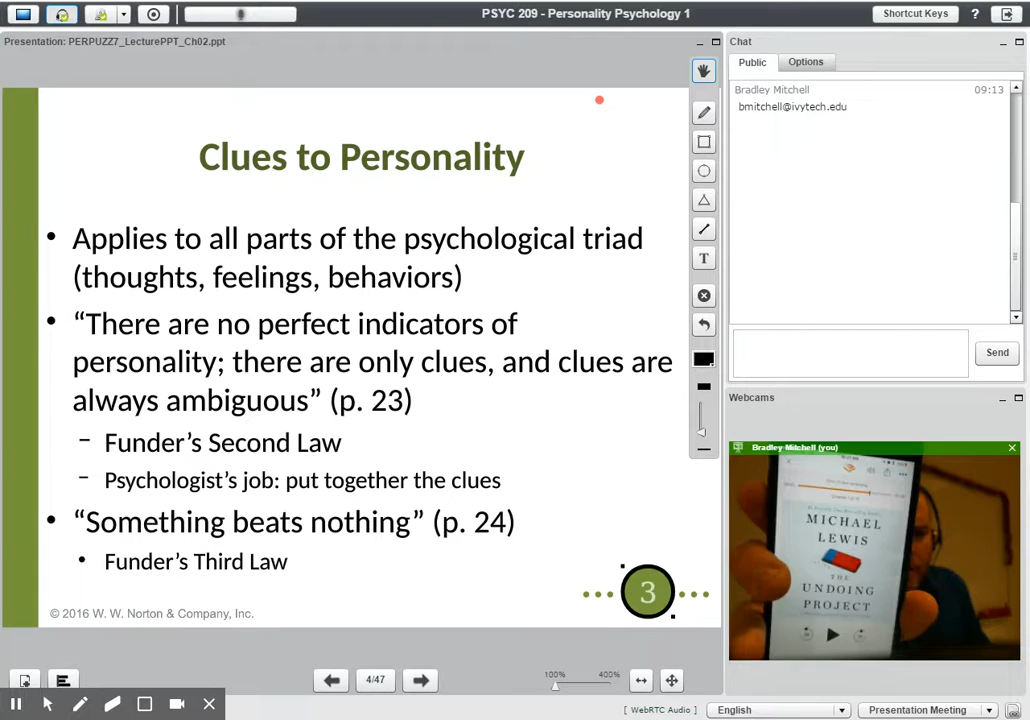 PSYC 209 - Personality Psychology 1
Shortcut Keys
?
Presentation: PERPUZZ7_LecturePPT_Ch02.ppt
Clues to Personality
• Applies to all parts of the psychological triad
(thoughts, feelings, behaviors)
• “There are no perfect indicators of
personality; there are only clues, and clues are
always ambiguous” (p. 23)
– Funder’s Second Law
– Psychologist’s job: put together the clues
• “Something beats nothing” (p. 24)
• Funder’s Third Law
3
© 2016 W. W. Norton & Company, Inc.
T
4/47
100%
400%
[ WebRTC Audio ]
English
Presentation Meeting
Chat
Public
Options
Bradley Mitchell 09:13
bmitchell@ivytech.edu
Send
Webcams
Bradley Mitchell (you)
MICHAEL
LEWIS
THE
UNDOING
PROJECT